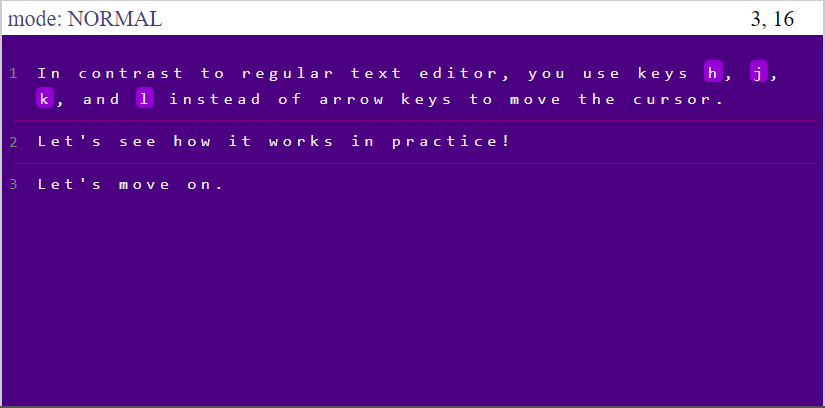 mode: NORMAL 3, 16
1 In contrast to regular text editor, you use keys h, j,
k, and l instead of arrow keys to move the cursor.
2 Let's see how it works in practice!
3 Let's move on.